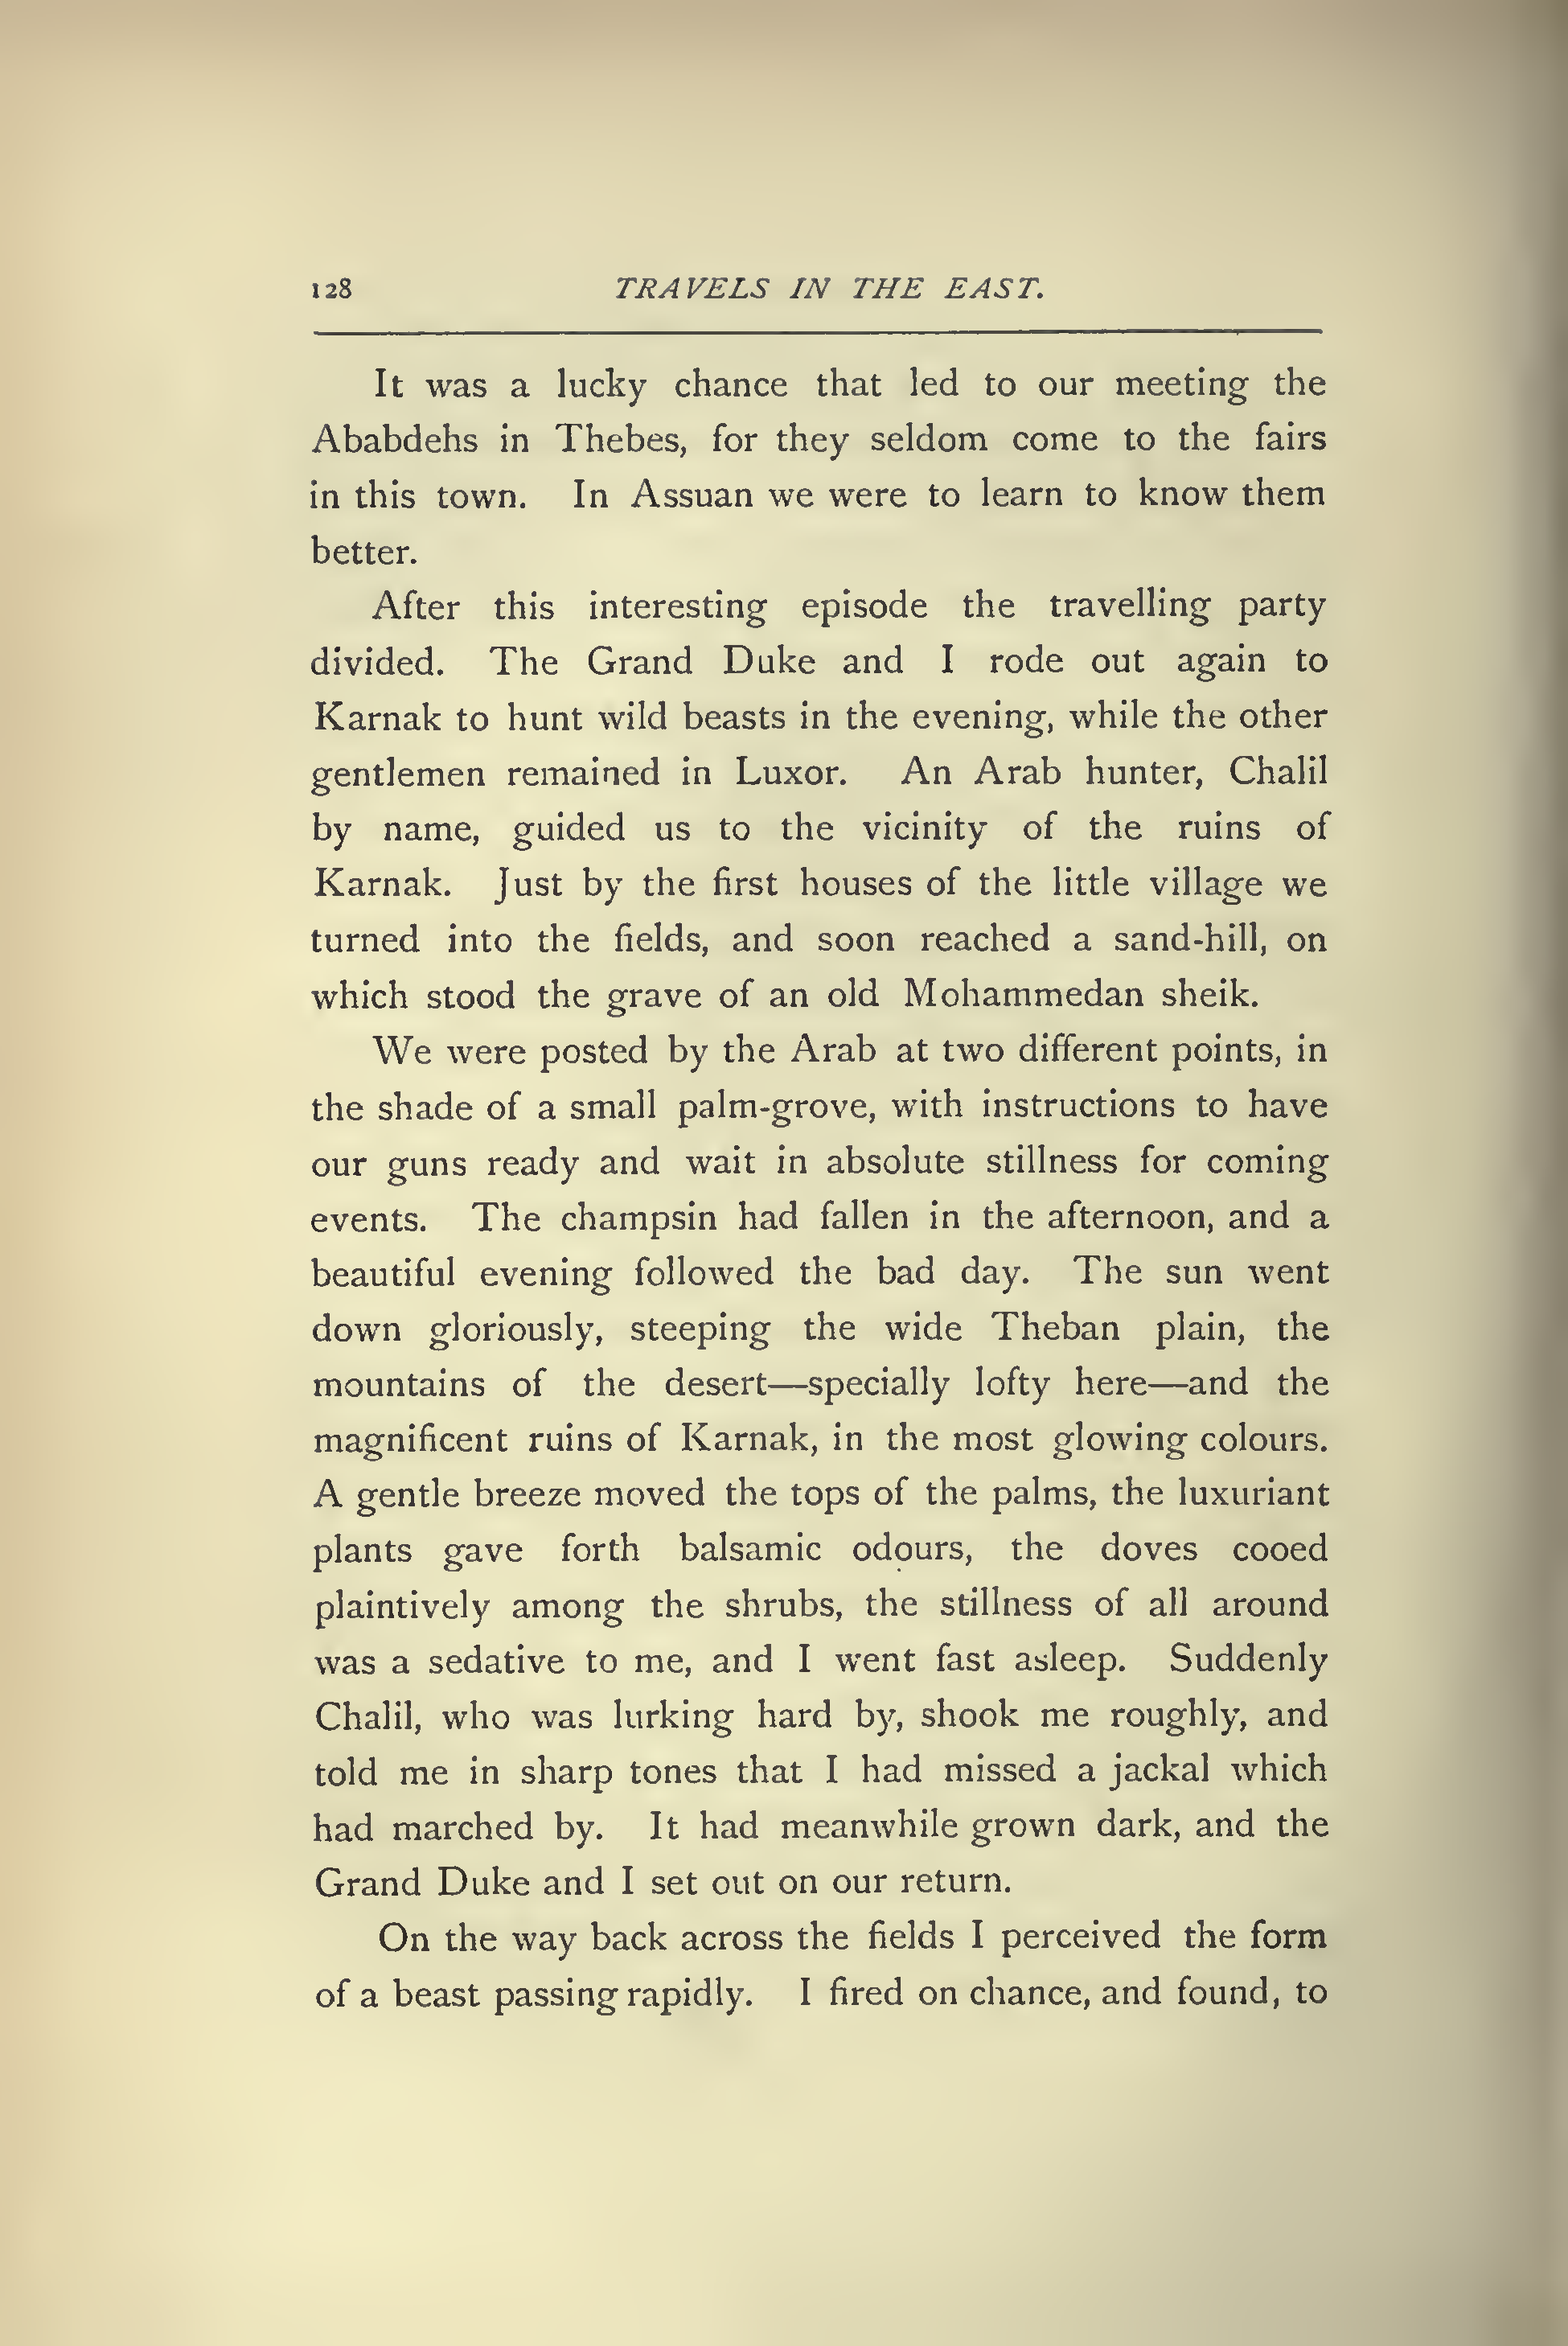 128 TRAVELS IN THE EAST.
It was a lucky chance that led to our meeting the
Ababdehs in Thebes, for they seldom come to the fairs
in this town. In Assuan we were to learn to know them
better.
After this interesting episode the travelling party
divided. The Grand Duke and I rode out again to
Karnak to hunt wild beasts in the evening, while the other
gentlemen remained in Luxor. An Arab hunter, Chalil
by name, guided us to the vicinity of the ruins of
Karnak. Just by the first houses of the little village we
turned into the fields, and soon reached a sand-hill, on
which stood the grave of an old Mohammedan sheik.
We were posted by the Arab at two different points, in
the shade of a small palm-grove, with instructions to have
our guns ready and wait in absolute stillness for coming
events. The champsin had fallen in the afternoon, and a
beautiful evening followed the bad day. The sun went
down gloriously, steeping the wide Theban plain, the
mountains of the desert—specially lofty here—and the
magnificent ruins of Karnak, in the most glowing colours.
A gentle breeze moved the tops of the palms, the luxuriant
plants gave forth balsamic odours, the doves cooed
plaintively among the shrubs, the stillness of all around
was a sedative to me, and I went fast asleep. Suddenly
Chalil, who was lurking hard by, shook me roughly, and
told me in sharp tones that I had missed a jackal which
had marched by. It had meanwhile grown dark, and the
Grand Duke and I set out on our return.
On the way back across the fields I perceived the form
of a beast passing rapidly. I fired on chance, and found, to